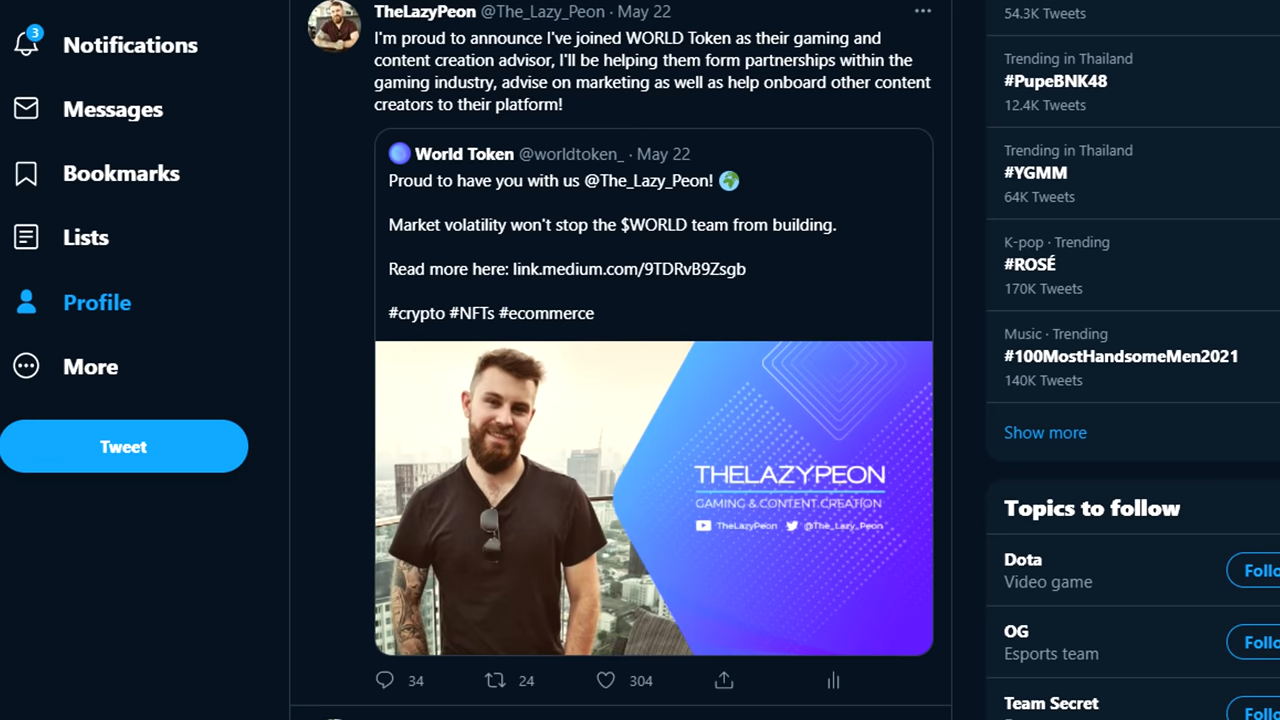 3
Notifications
Messages
Bookmarks
Lists
Profile
More
Tweet
TheLazyPeon @The_Lazy_Peon · May 22
I'm proud to announce I've joined WORLD Token as their gaming and
content creation advisor, I'll be helping them form partnerships within the
gaming industry, advise on marketing as well as help onboard other content
creators to their platform!
World Token @worldtoken_ · May 22
Proud to have you with us @The_Lazy_Peon! 🌍
Market volatility won't stop the $WORLD team from building.
Read more here: link.medium.com/9TDRvB9Zsgb
#crypto #NFTs #ecommerce
THELAZYPEON
GAMING & CONTENT CREATION
TheLazyPeon @The_Lazy_Peon
34 24 304
54.3K Tweets
Trending in Thailand
#PupeBNK48
12.4K Tweets
Trending in Thailand
#YGMM
64K Tweets
K-pop · Trending
#ROSÉ
170K Tweets
Music · Trending
#100MostHandsomeMen2021
140K Tweets
Show more
Topics to follow
Dota
Video game
Follo
OG
Esports team
Follo
Team Secret
Follo